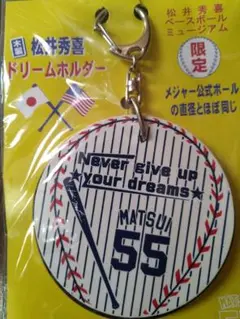 松井秀喜
ドリームホルダー
松井秀喜
ベースボール
ミュージアム
限定
メジャー公式ボール
の直径とほぼ同じ
Never give up
★your dreams★
MATSUI
55